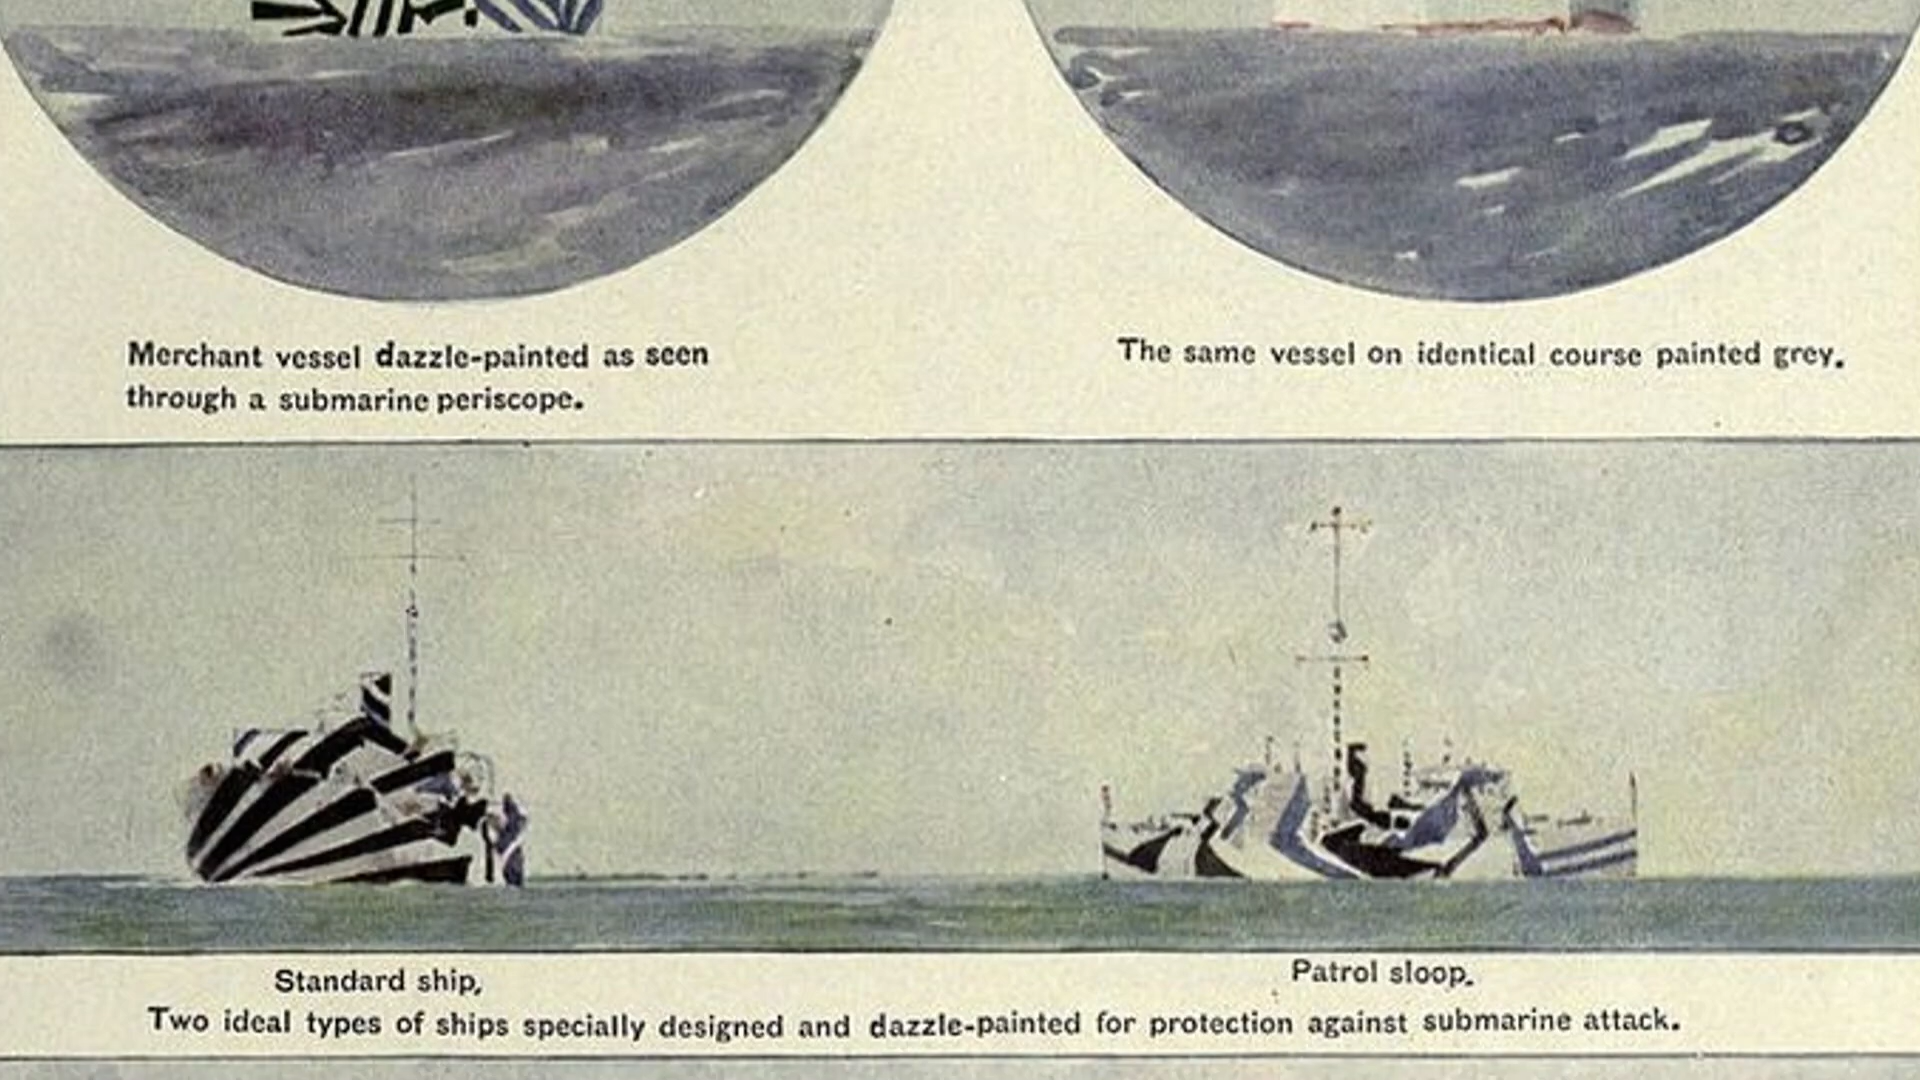 Merchant vessel dazzle-painted as seen
through a submarine periscope.
The same vessel on identical course painted grey.
Standard ship,
Patrol sloop.
Two ideal types of ships specially designed and dazzle-painted for protection against submarine attack.